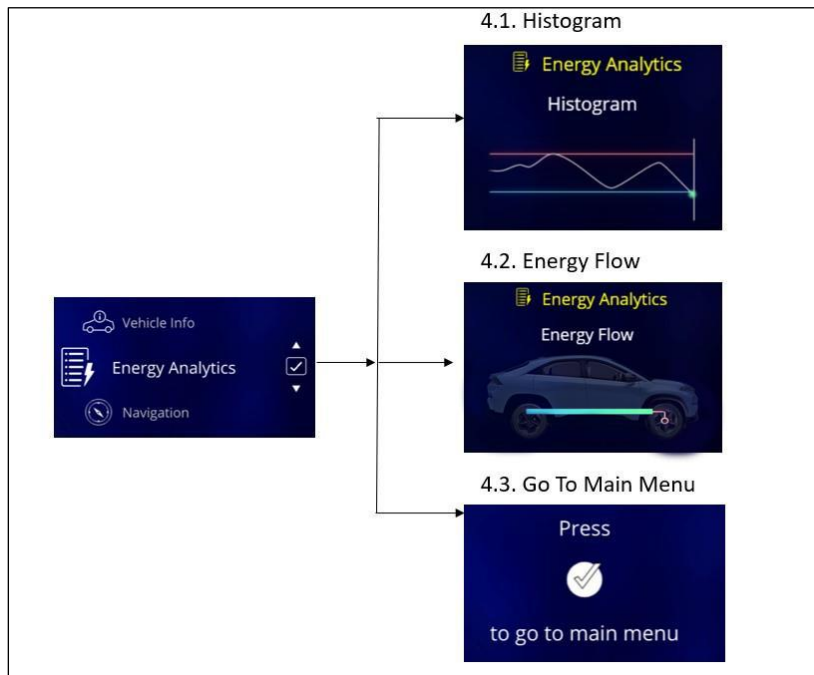 4.1. Histogram
Energy Analytics
Histogram
4.2. Energy Flow
Energy Analytics
Energy Flow
Vehicle Info
Energy Analytics
Navigation
4.3. Go To Main Menu
Press
to go to main menu